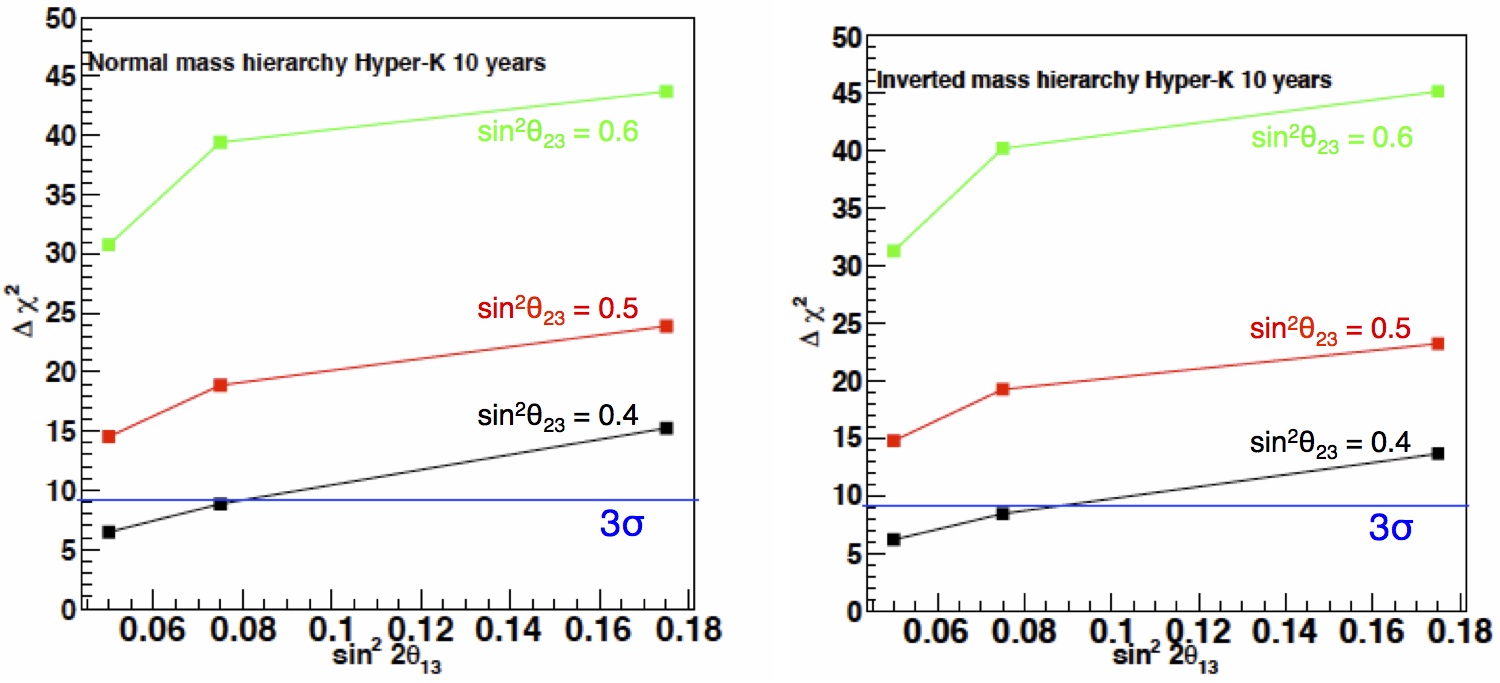 Normal mass hierarchy Hyper-K 10 years
50
45
40
35
30
25
20
15
10
5
0
Δ χ²
sin²θ₂₃ = 0.6
sin²θ₂₃ = 0.5
sin²θ₂₃ = 0.4
3σ
0.06 0.08 0.1 0.12 0.14 0.16 0.18
sin² 2θ₁₃
Inverted mass hierarchy Hyper-K 10 years
50
45
40
35
30
25
20
15
10
5
0
Δ χ²
sin²θ₂₃ = 0.6
sin²θ₂₃ = 0.5
sin²θ₂₃ = 0.4
3σ
0.06 0.08 0.1 0.12 0.14 0.16 0.18
sin² 2θ₁₃